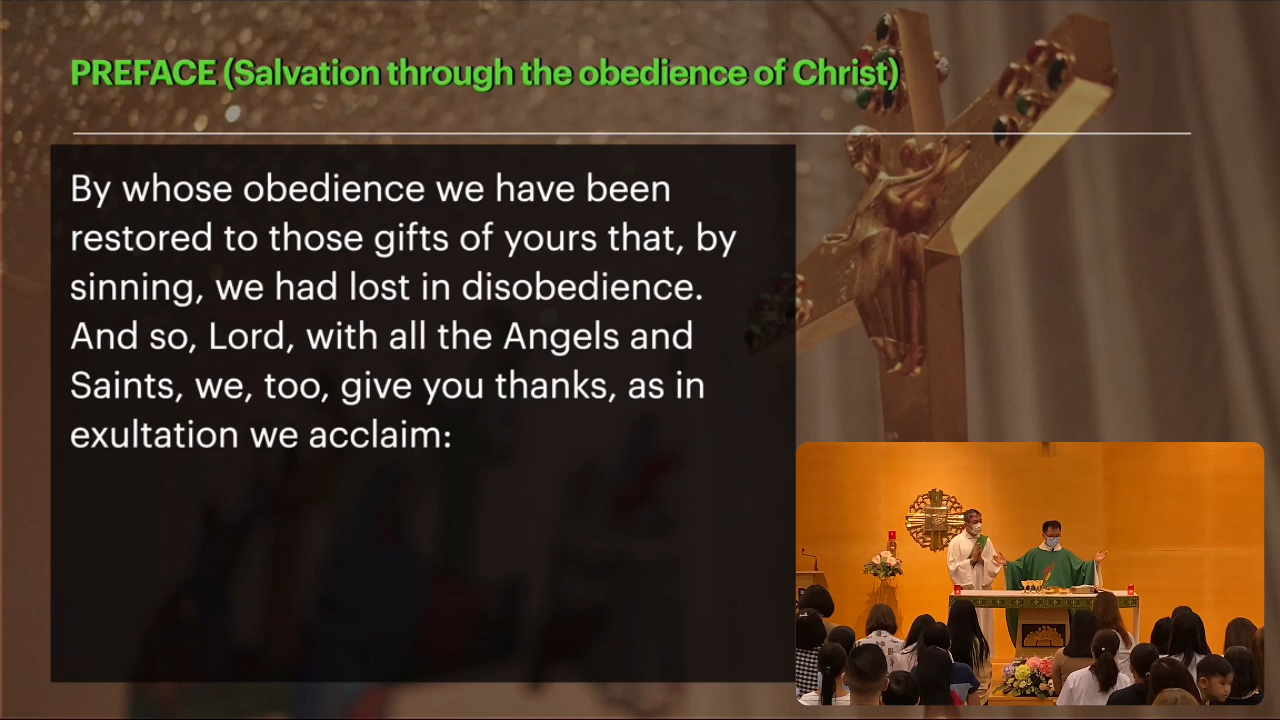 PREFACE (Salvation through the obedience of Christ)
By whose obedience we have been
restored to those gifts of yours that, by
sinning, we had lost in disobedience.
And so, Lord, with all the Angels and
Saints, we, too, give you thanks, as in
exultation we acclaim: